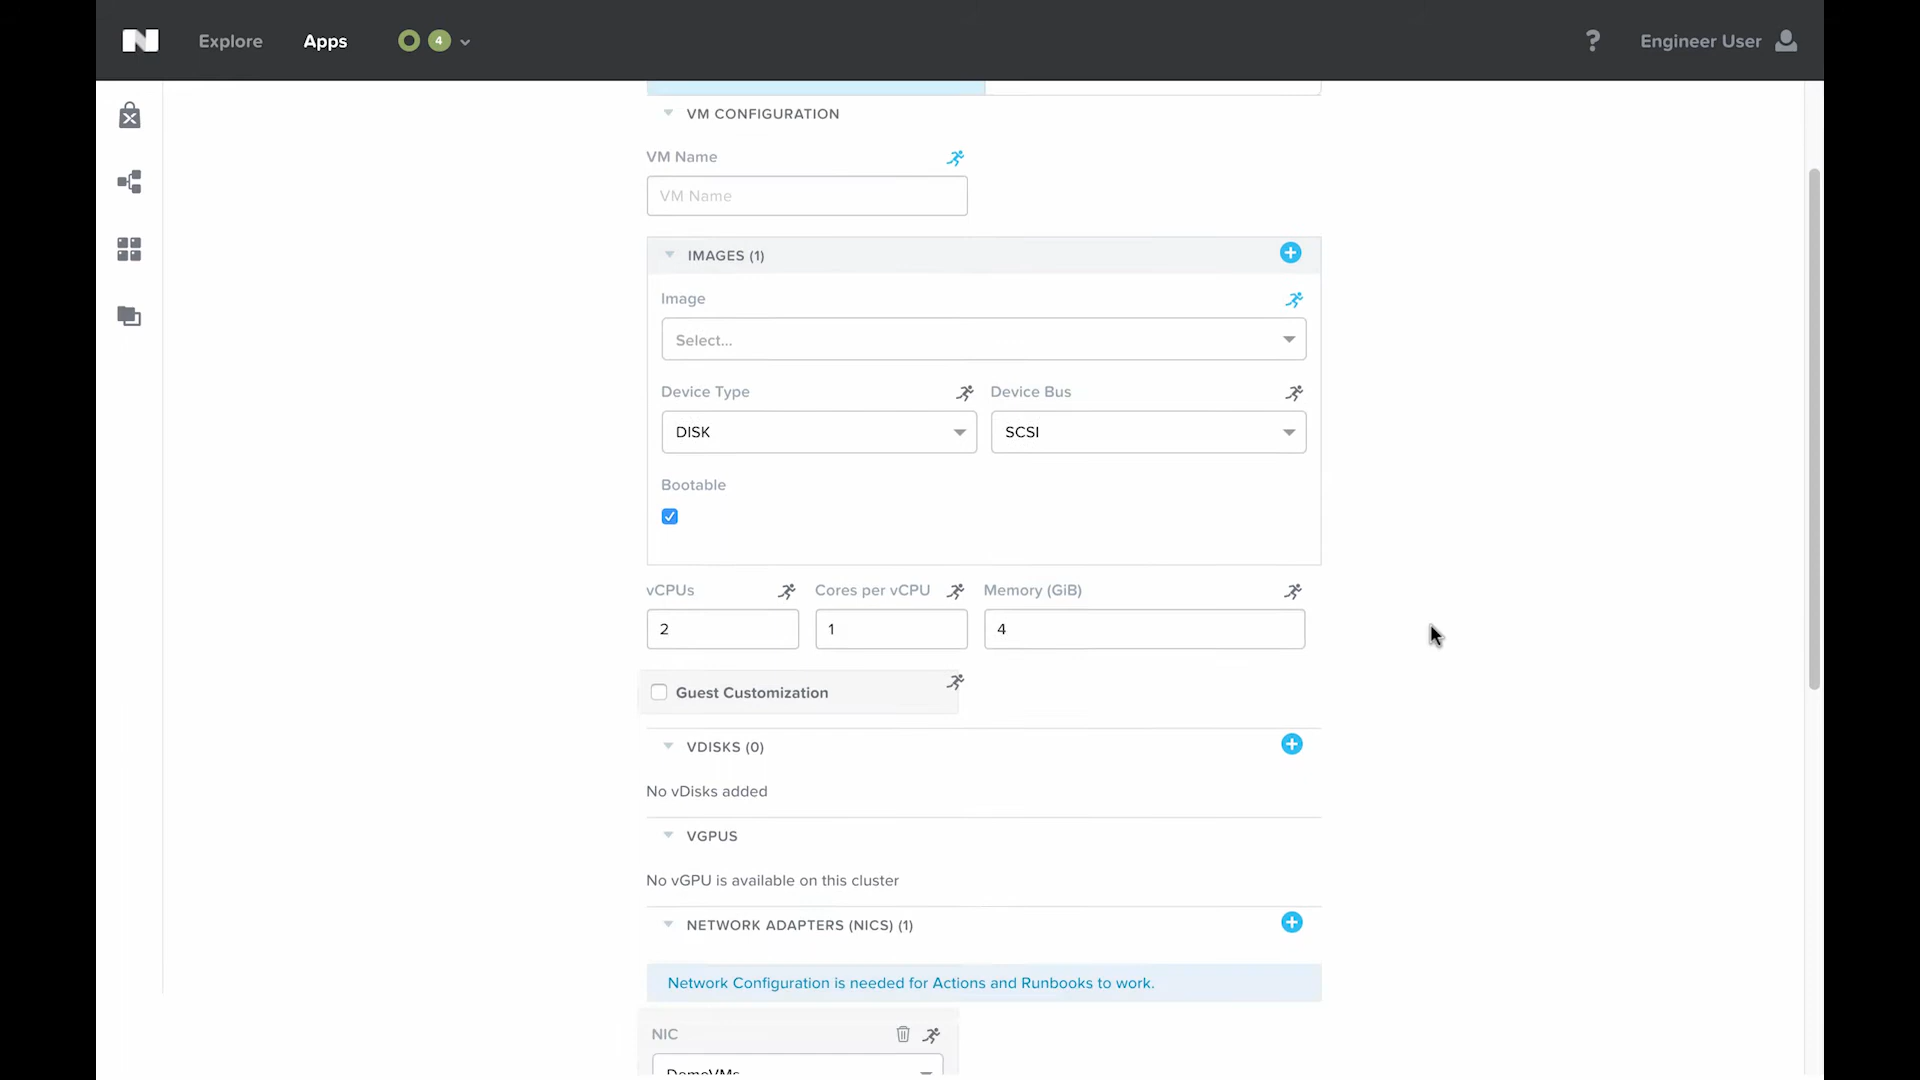 Explore Apps 4 ? Engineer User
VM CONFIGURATION
VM Name
VM Name
IMAGES (1)
Image
Select...
Device Type Device Bus
DISK SCSI
Bootable
vCPUs Cores per vCPU Memory (GiB)
2 1 4
Guest Customization
VDISKS (0)
No vDisks added
VGPUS
No vGPU is available on this cluster
NETWORK ADAPTERS (NICS) (1)
Network Configuration is needed for Actions and Runbooks to work.
NIC
DemoVMs